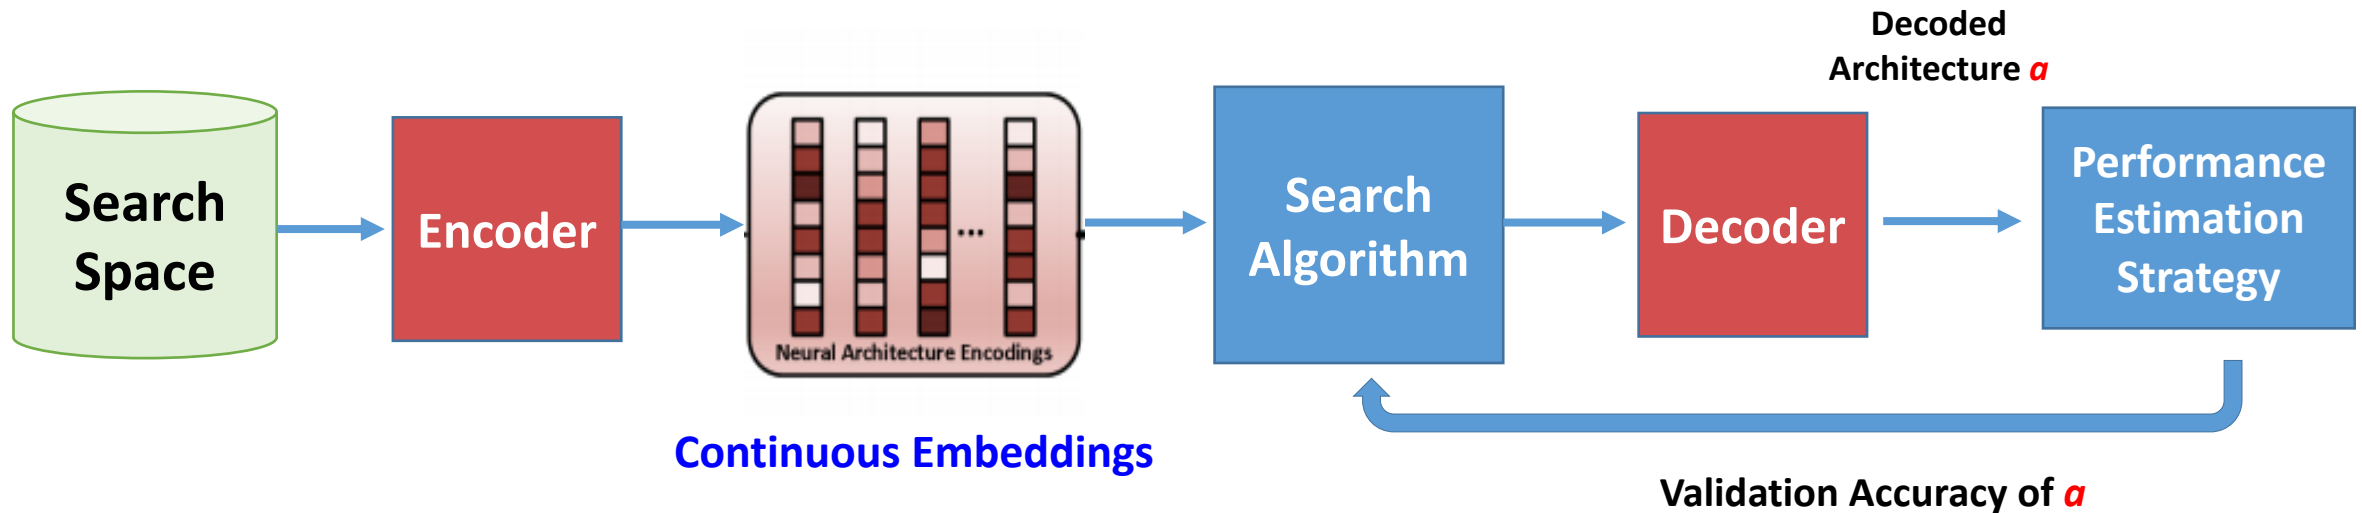 Decoded
Architecture a
Search
Space
Encoder
...
Neural Architecture Encodings
Continuous Embeddings
Search
Algorithm
Decoder
Performance
Estimation
Strategy
Validation Accuracy of a